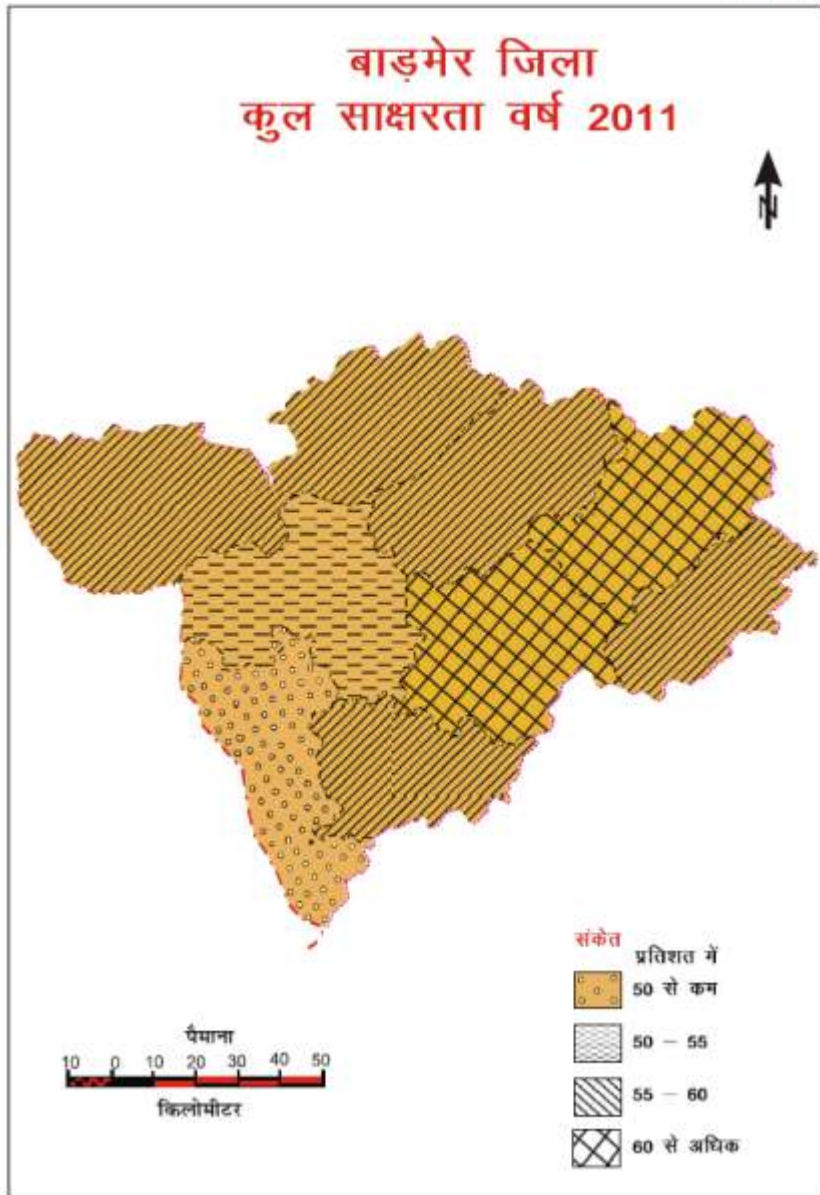 बाड़मेर जिला
कुल साक्षरता वर्ष 2011
N
संकेत
प्रतिशत में
50 से कम
50 – 55
55 – 60
60 से अधिक
पैमाना
10 0 10 20 30 40 50
किलोमीटर